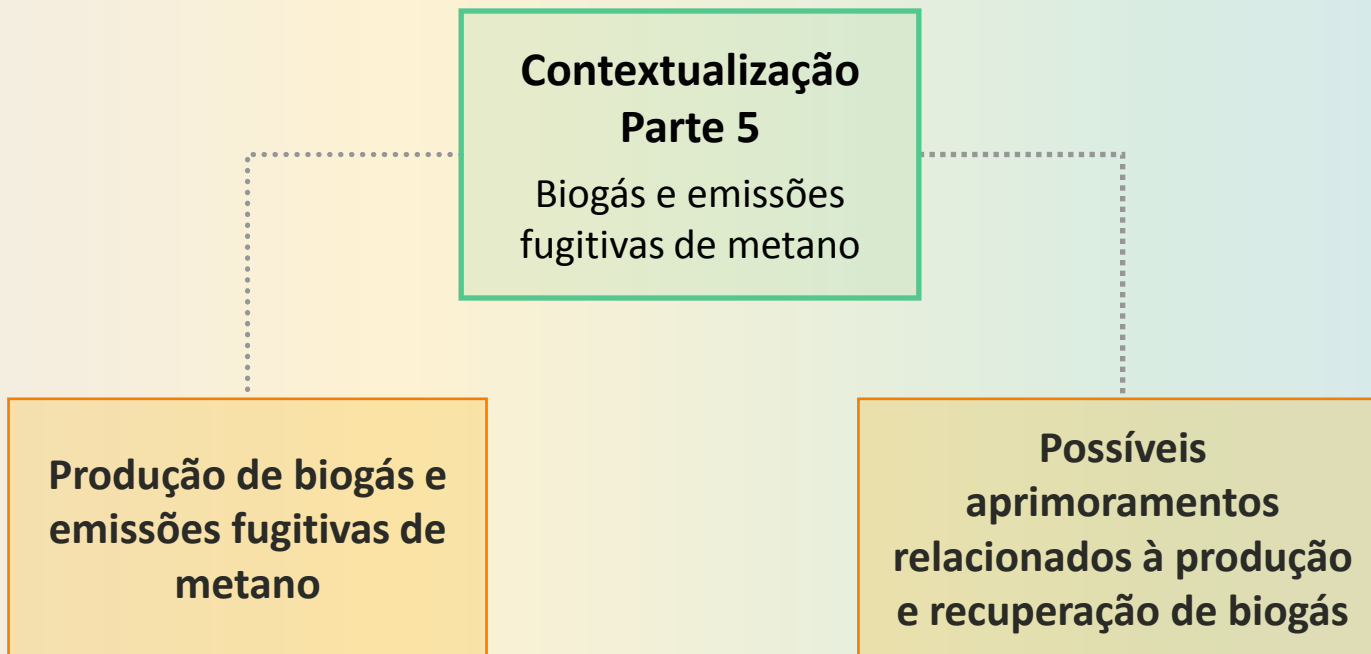 Contextualização
Parte 5
Biogás e emissões
fugitivas de metano
Produção de biogás e
emissões fugitivas de
metano
Possíveis
aprimoramentos
relacionados à produção
e recuperação de biogás